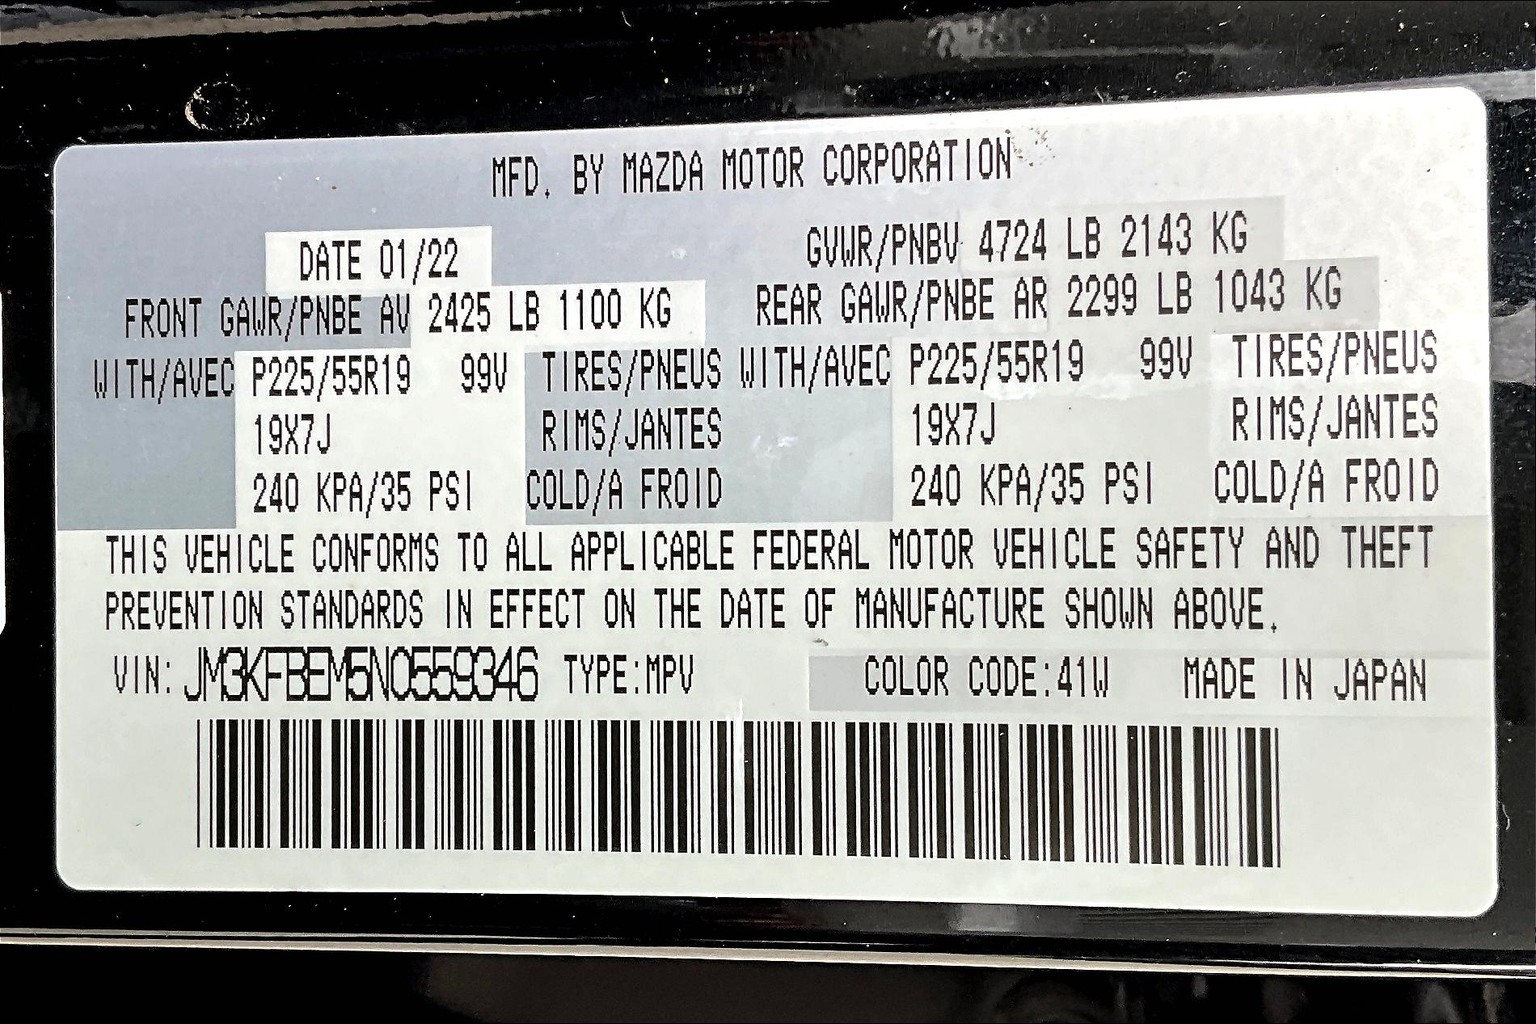 MFD. BY MAZDA MOTOR CORPORATION
DATE 01/22 GVWR/PNBV 4724 LB 2143 KG
FRONT GAWR/PNBE AV 2425 LB 1100 KG REAR GAWR/PNBE AR 2299 LB 1043 KG
WITH/AVEC P225/55R19 99V TIRES/PNEUS WITH/AVEC P225/55R19 99V TIRES/PNEUS
19X7J RIMS/JANTES 19X7J RIMS/JANTES
240 KPA/35 PSI COLD/A FROID 240 KPA/35 PSI COLD/A FROID
THIS VEHICLE CONFORMS TO ALL APPLICABLE FEDERAL MOTOR VEHICLE SAFETY AND THEFT
PREVENTION STANDARDS IN EFFECT ON THE DATE OF MANUFACTURE SHOWN ABOVE.
VIN: JM3KFBEM5N0559346 TYPE:MPV COLOR CODE:41W MADE IN JAPAN